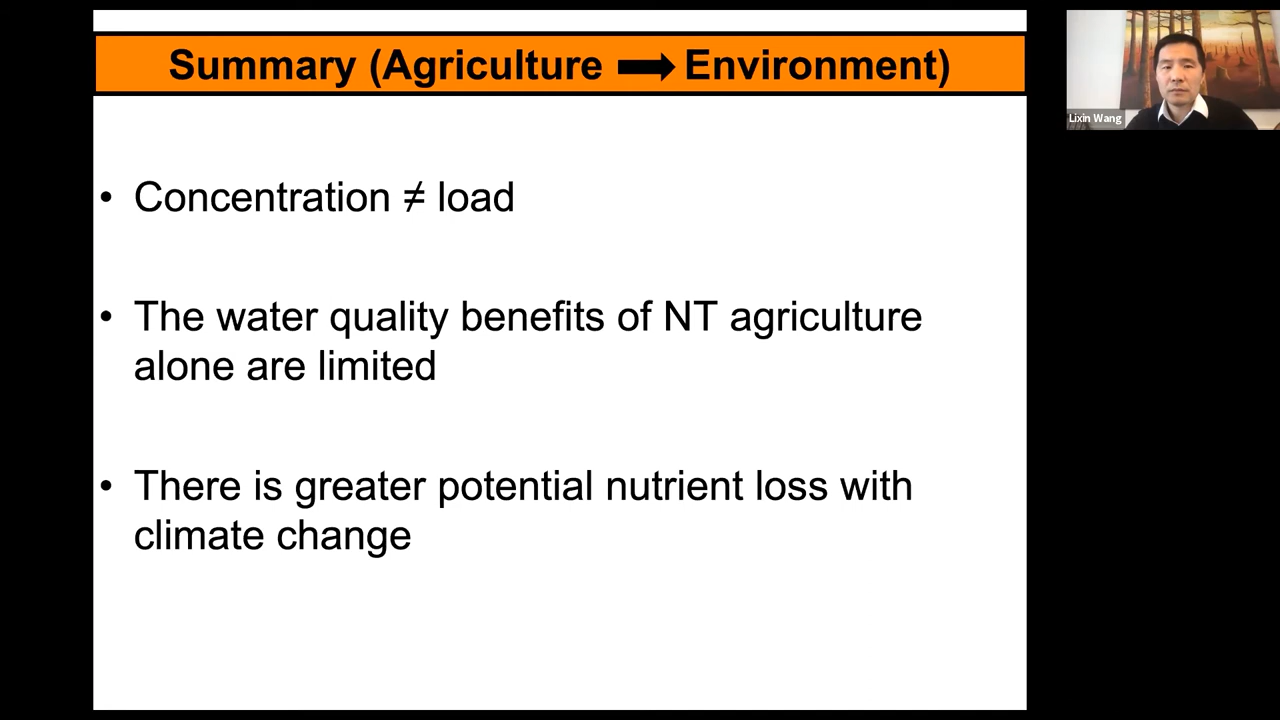 Summary (Agriculture → Environment)
Lixin Wang
• Concentration ≠ load
• The water quality benefits of NT agriculture
alone are limited
• There is greater potential nutrient loss with
climate change